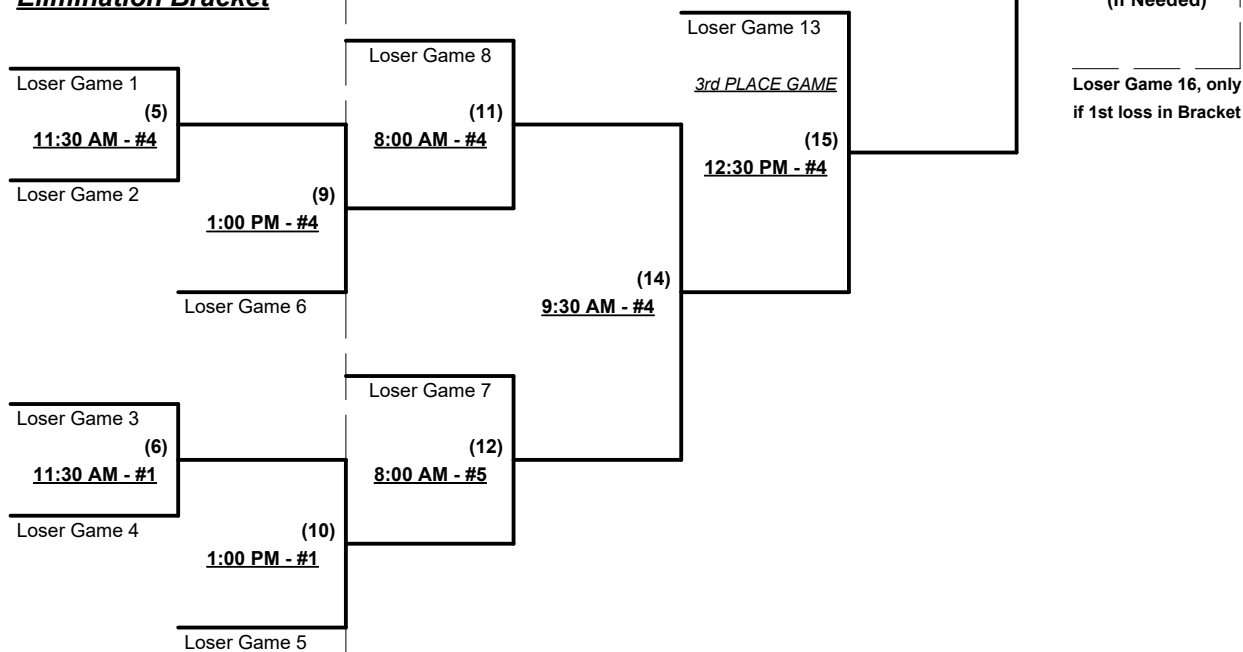 Elimination Bracket
(If Needed)
Loser Game 13
Loser Game 8
Loser Game 1
3rd PLACE GAME
Loser Game 16, only
if 1st loss in Bracket
(5)
11:30 AM - #4
(11)
8:00 AM - #4
(15)
12:30 PM - #4
Loser Game 2
(9)
1:00 PM - #4
Loser Game 6
(14)
9:30 AM - #4
Loser Game 7
Loser Game 3
(6)
11:30 AM - #1
(12)
8:00 AM - #5
Loser Game 4
(10)
1:00 PM - #1
Loser Game 5